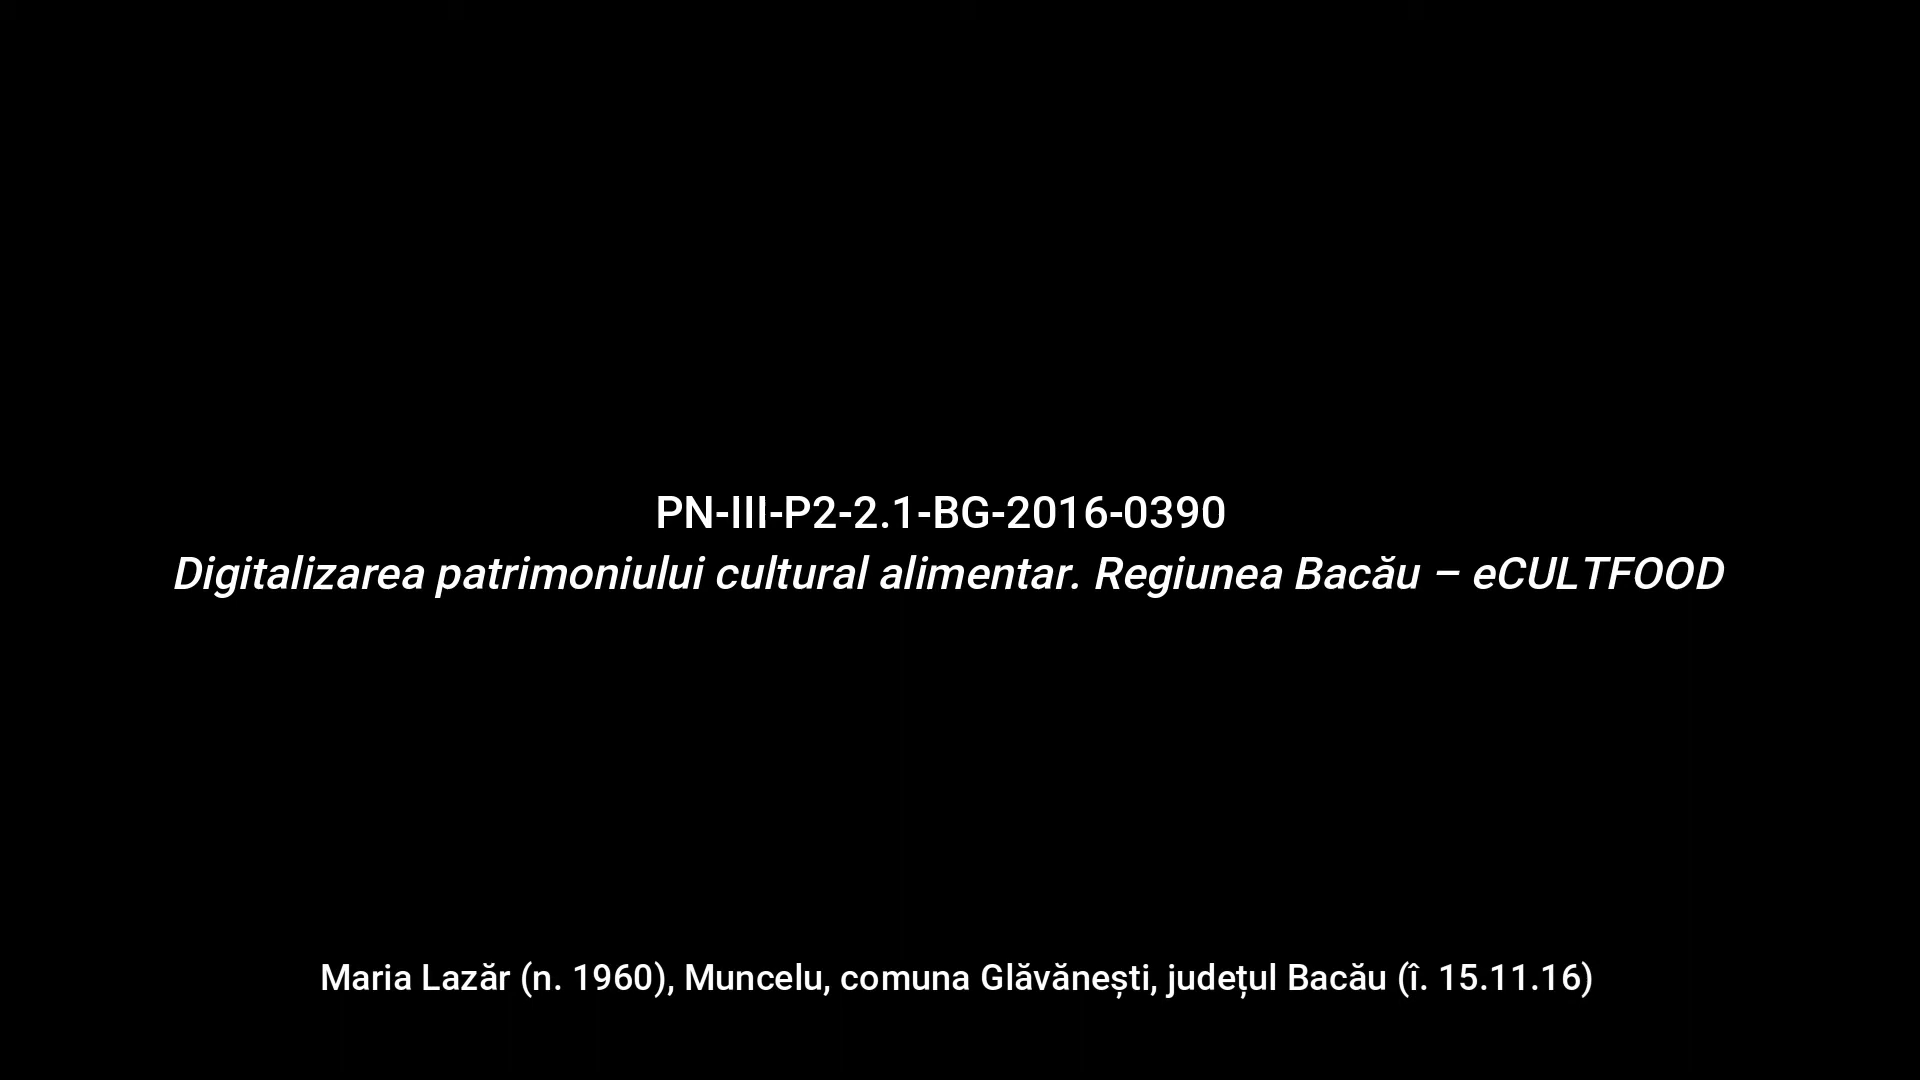 PN-III-P2-2.1-BG-2016-0390
Digitalizarea patrimoniului cultural alimentar. Regiunea Bacău – eCULTFOOD
Maria Lazăr (n. 1960), Muncelu, comuna Glăvănești, județul Bacău (î. 15.11.16)